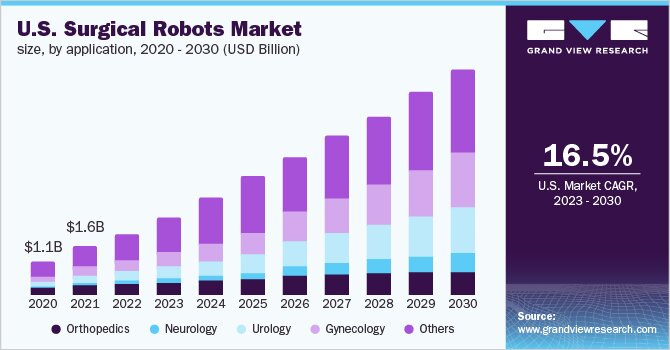 U.S. Surgical Robots Market
size, by application, 2020 - 2030 (USD Billion)
$1.1B
$1.6B
2020 2021 2022 2023 2024 2025 2026 2027 2028 2029 2030
Orthopedics Neurology Urology Gynecology Others
GRAND VIEW RESEARCH
16.5%
U.S. Market CAGR,
2023 - 2030
Source:
www.grandviewresearch.com